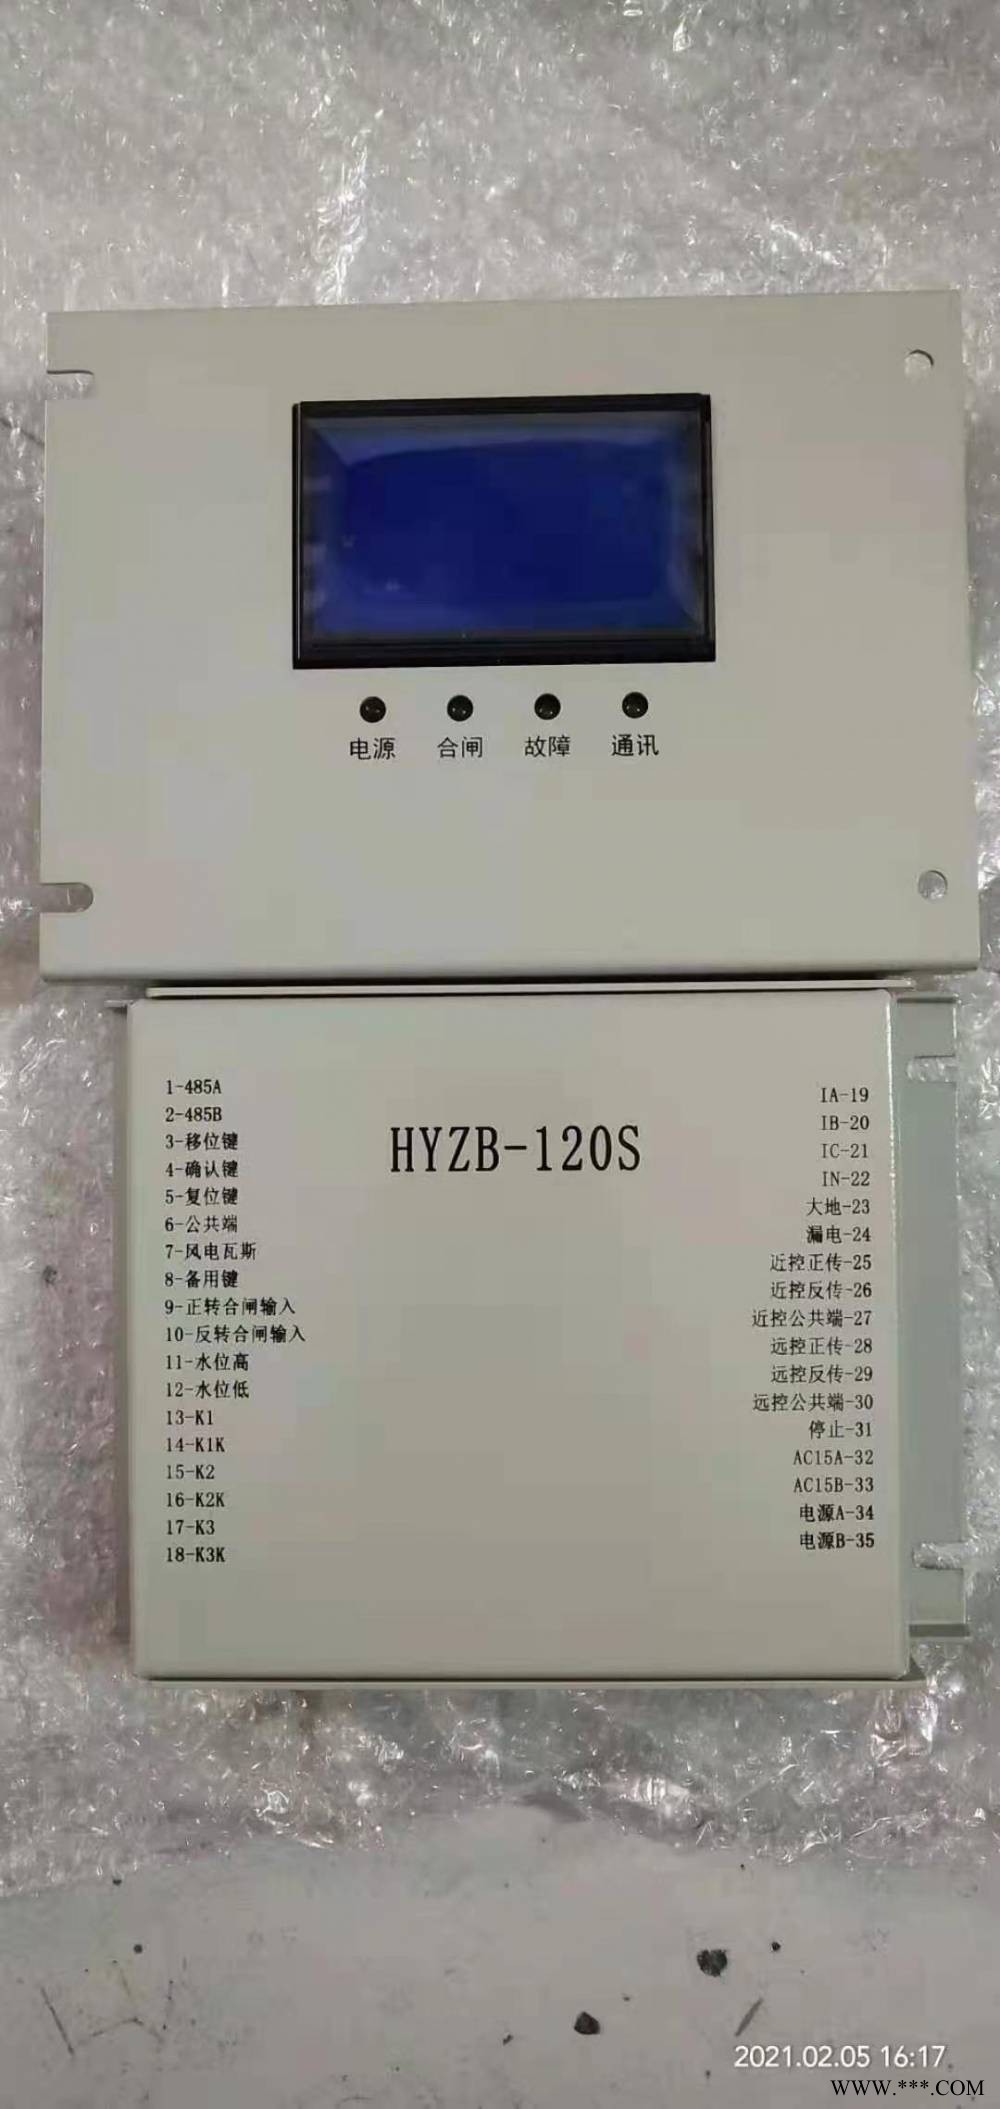 电源 合闸 故障 通讯
HYZB-120S
1-485A
2-485B
3-移位键
4-确认键
5-复位键
6-公共端
7-风电瓦斯
8-备用键
9-正转合闸输入
10-反转合闸输入
11-水位高
12-水位低
13-K1
14-K1K
15-K2
16-K2K
17-K3
18-K3K
IA-19
IB-20
IC-21
IN-22
大地-23
漏电-24
近控正传-25
近控反传-26
近控公共端-27
远控正传-28
远控反传-29
远控公共端-30
停止-31
AC15A-32
AC15B-33
电源A-34
电源B-35
2021.02.05 16:17
WWW.***.COM